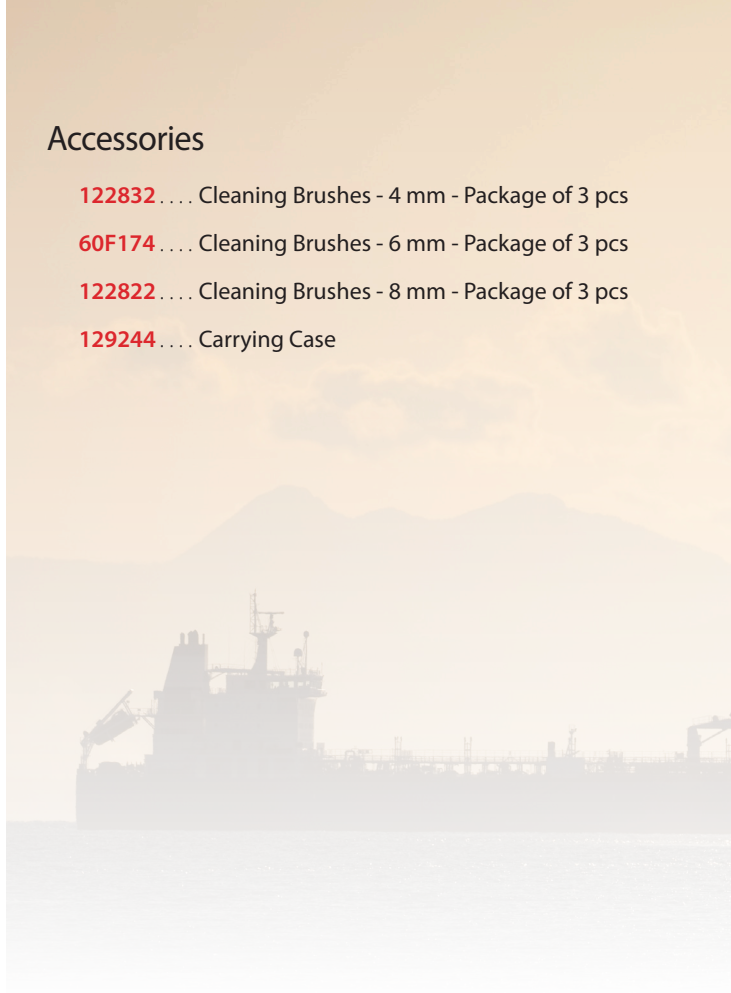 Accessories
122832 .... Cleaning Brushes - 4 mm - Package of 3 pcs
60F174 .... Cleaning Brushes - 6 mm - Package of 3 pcs
122822 .... Cleaning Brushes - 8 mm - Package of 3 pcs
129244 .... Carrying Case